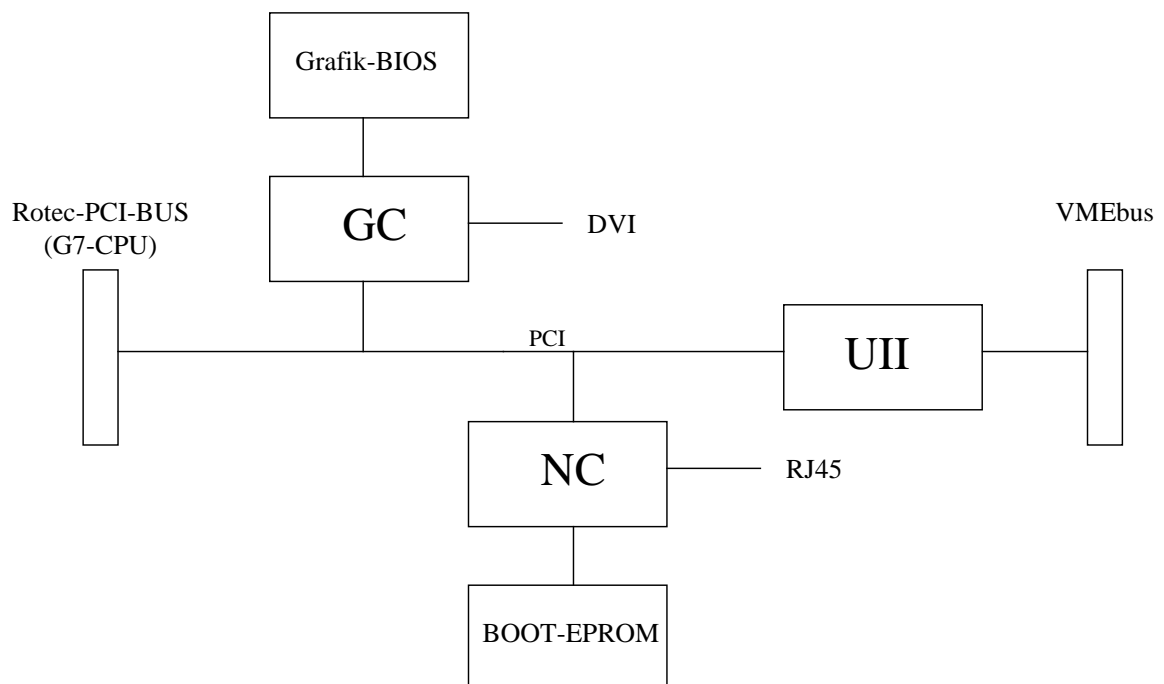 Grafik-BIOS
Rotec-PCI-BUS
(G7-CPU)
GC
DVI
VMEbus
PCI
UII
NC
RJ45
BOOT-EPROM